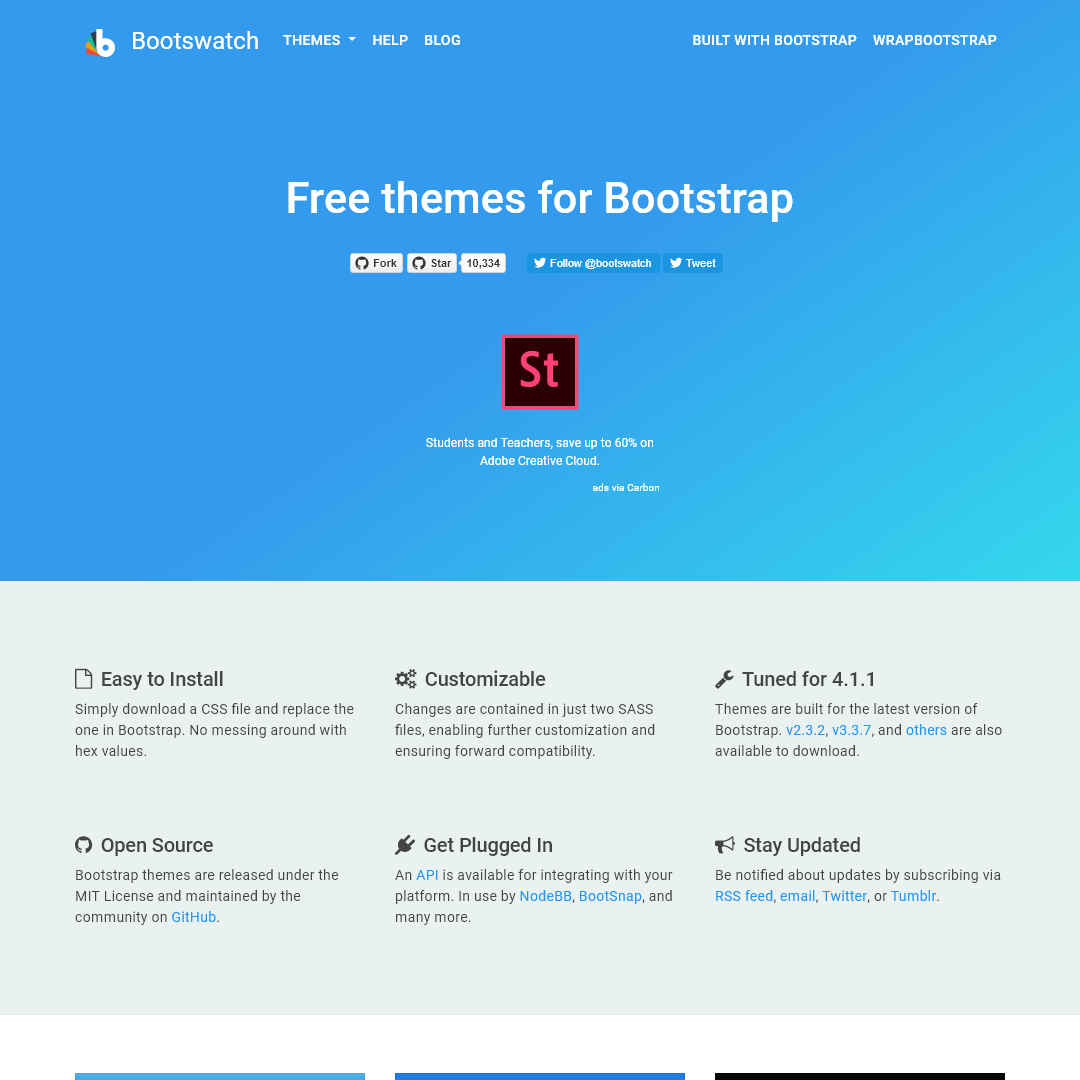 Bootswatch THEMES HELP BLOG BUILT WITH BOOTSTRAP WRAPBOOTSTRAP
Free themes for Bootstrap
Fork Star 10,334 Follow @bootswatch Tweet
St
Students and Teachers, save up to 60% on
Adobe Creative Cloud.
ads via Carbon
Easy to Install
Simply download a CSS file and replace the
one in Bootstrap. No messing around with
hex values.
Customizable
Changes are contained in just two SASS
files, enabling further customization and
ensuring forward compatibility.
Tuned for 4.1.1
Themes are built for the latest version of
Bootstrap. v2.3.2, v3.3.7, and others are also
available to download.
Open Source
Bootstrap themes are released under the
MIT License and maintained by the
community on GitHub.
Get Plugged In
An API is available for integrating with your
platform. In use by NodeBB, BootSnap, and
many more.
Stay Updated
Be notified about updates by subscribing via
RSS feed, email, Twitter, or Tumblr.